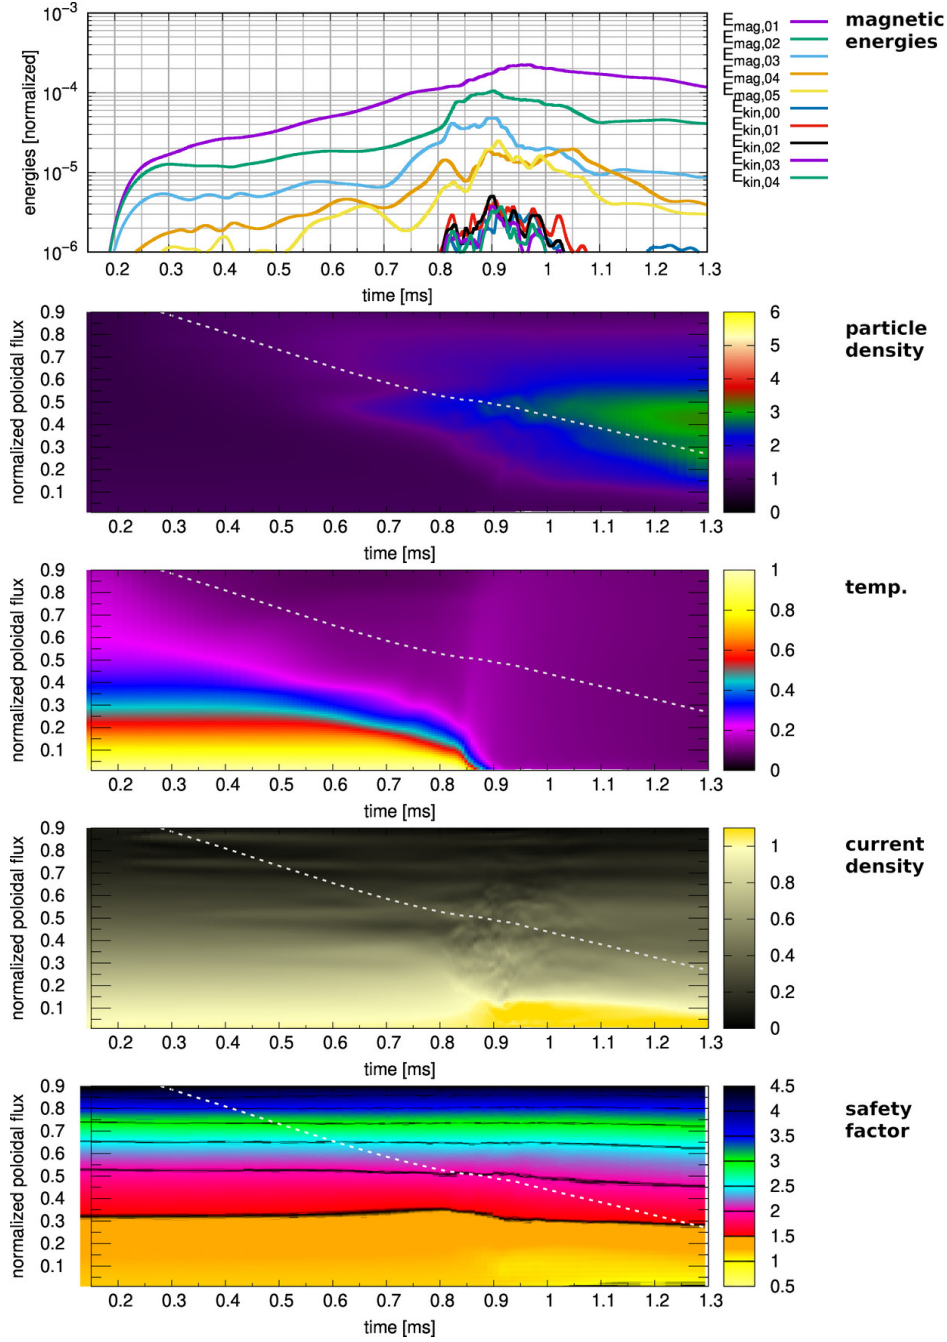 magnetic
energies
energies [normalized]
10⁻³
10⁻⁴
10⁻⁵
10⁻⁶
E_mag,01
E_mag,02
E_mag,03
E_mag,04
E_mag,05
E_kin,00
E_kin,01
E_kin,02
E_kin,03
E_kin,04
0.2 0.3 0.4 0.5 0.6 0.7 0.8 0.9 1 1.1 1.2 1.3
time [ms]
particle
density
normalized poloidal flux
0.9
0.8
0.7
0.6
0.5
0.4
0.3
0.2
0.1
6
5
4
3
2
1
0
0.2 0.3 0.4 0.5 0.6 0.7 0.8 0.9 1 1.1 1.2 1.3
time [ms]
temp.
normalized poloidal flux
0.9
0.8
0.7
0.6
0.5
0.4
0.3
0.2
0.1
1
0.8
0.6
0.4
0.2
0
0.2 0.3 0.4 0.5 0.6 0.7 0.8 0.9 1 1.1 1.2 1.3
time [ms]
current
density
normalized poloidal flux
0.9
0.8
0.7
0.6
0.5
0.4
0.3
0.2
0.1
1
0.8
0.6
0.4
0.2
0
0.2 0.3 0.4 0.5 0.6 0.7 0.8 0.9 1 1.1 1.2 1.3
time [ms]
safety
factor
normalized poloidal flux
0.9
0.8
0.7
0.6
0.5
0.4
0.3
0.2
0.1
4.5
4
3.5
3
2.5
2
1.5
1
0.5
0.2 0.3 0.4 0.5 0.6 0.7 0.8 0.9 1 1.1 1.2 1.3
time [ms]